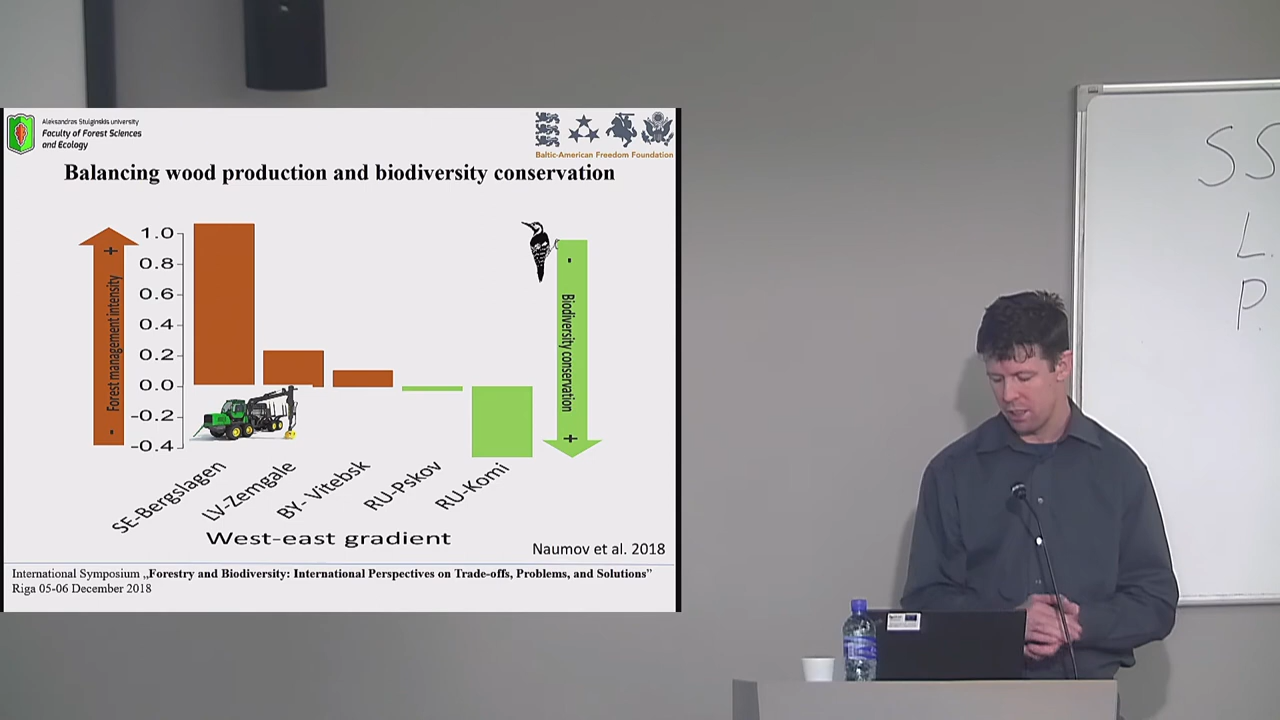 Aleksandras Stulginskis university
Faculty of Forest Sciences
and Ecology
Baltic-American Freedom Foundation
Balancing wood production and biodiversity conservation
+
Forest management intensity
-
1.0
0.8
0.6
0.4
0.2
0.0
-0.2
-0.4
-
Biodiversity conservation
+
SE-Bergslagen
LV-Zemgale
BY- Vitebsk
RU-Pskov
RU-Komi
West-east gradient
Naumov et al. 2018
International Symposium „Forestry and Biodiversity: International Perspectives on Trade-offs, Problems, and Solutions”
Riga 05-06 December 2018
SS
L.
P.